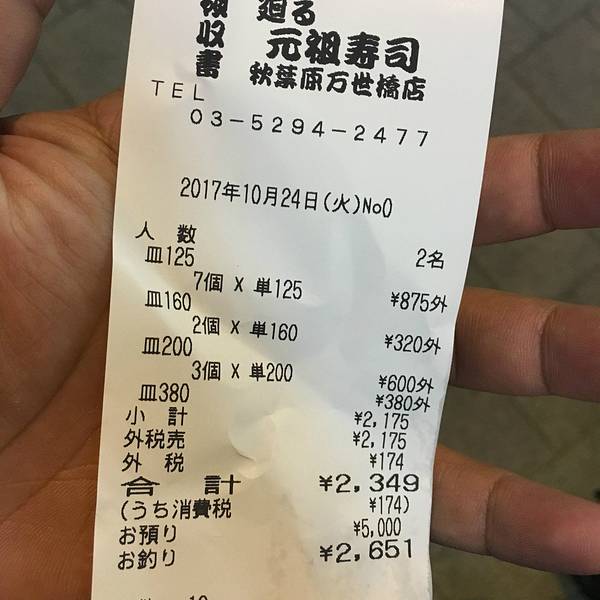 領収書
廻る
元祖寿司
秋葉原万世橋店
TEL
03-5294-2477
2017年10月24日(火)No0
人 数 2名
皿125
7個 X 単125 ¥875外
皿160
2個 X 単160 ¥320外
皿200
3個 X 単200 ¥600外
皿380 ¥380外
小 計 ¥2,175
外税売 ¥2,175
外 税 ¥174
合 計 ¥2,349
(うち消費税 ¥174)
お預り ¥5,000
お釣り ¥2,651